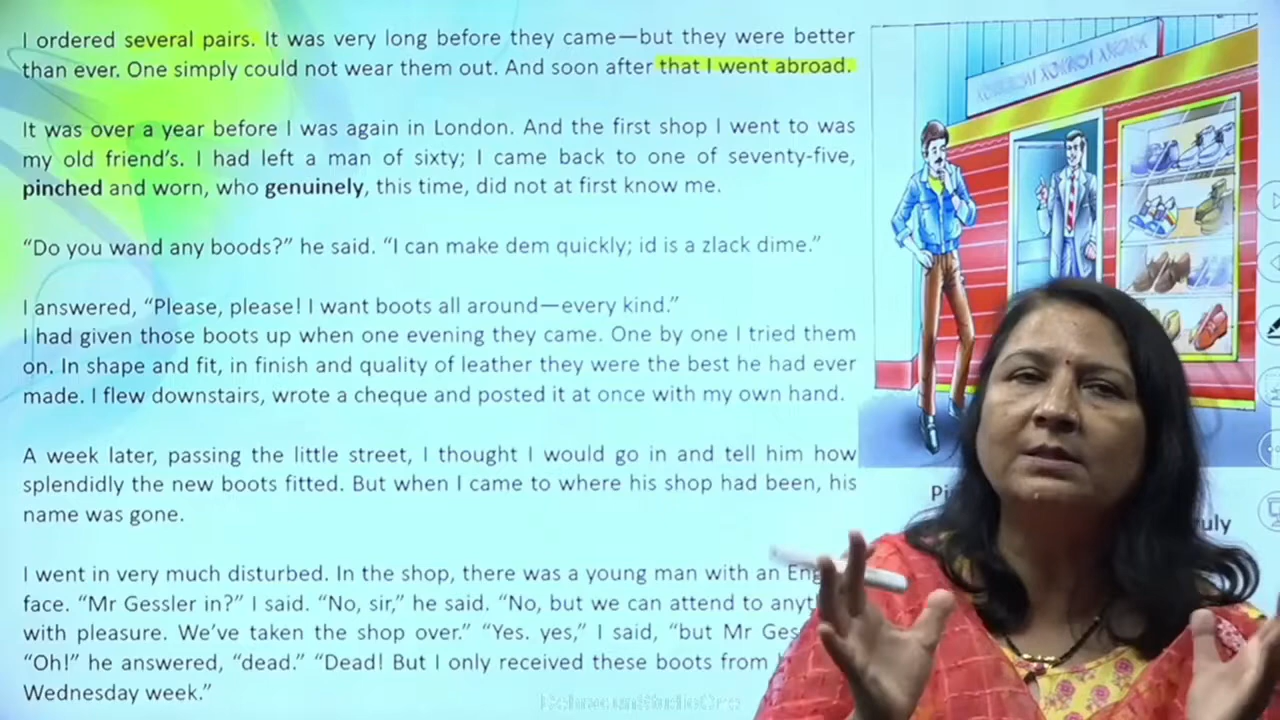 I ordered several pairs. It was very long before they came—but they were better
than ever. One simply could not wear them out. And soon after that I went abroad.
It was over a year before I was again in London. And the first shop I went to was
my old friend’s. I had left a man of sixty; I came back to one of seventy-five,
pinched and worn, who genuinely, this time, did not at first know me.
“Do you wand any boods?” he said. “I can make dem quickly; id is a zlack dime.”
I answered, “Please, please! I want boots all around—every kind.”
I had given those boots up when one evening they came. One by one I tried them
on. In shape and fit, in finish and quality of leather they were the best he had ever
made. I flew downstairs, wrote a cheque and posted it at once with my own hand.
A week later, passing the little street, I thought I would go in and tell him how
splendidly the new boots fitted. But when I came to where his shop had been, his
name was gone.
I went in very much disturbed. In the shop, there was a young man with an
face. “Mr Gessler in?” I said. “No, sir,” he said. “No, but we can attend to
with pleasure. We’ve taken the shop over.” “Yes. yes,” I said, “but Mr
“Oh!” he answered, “dead.” “Dead! But I only received these boots from
Wednesday week.”